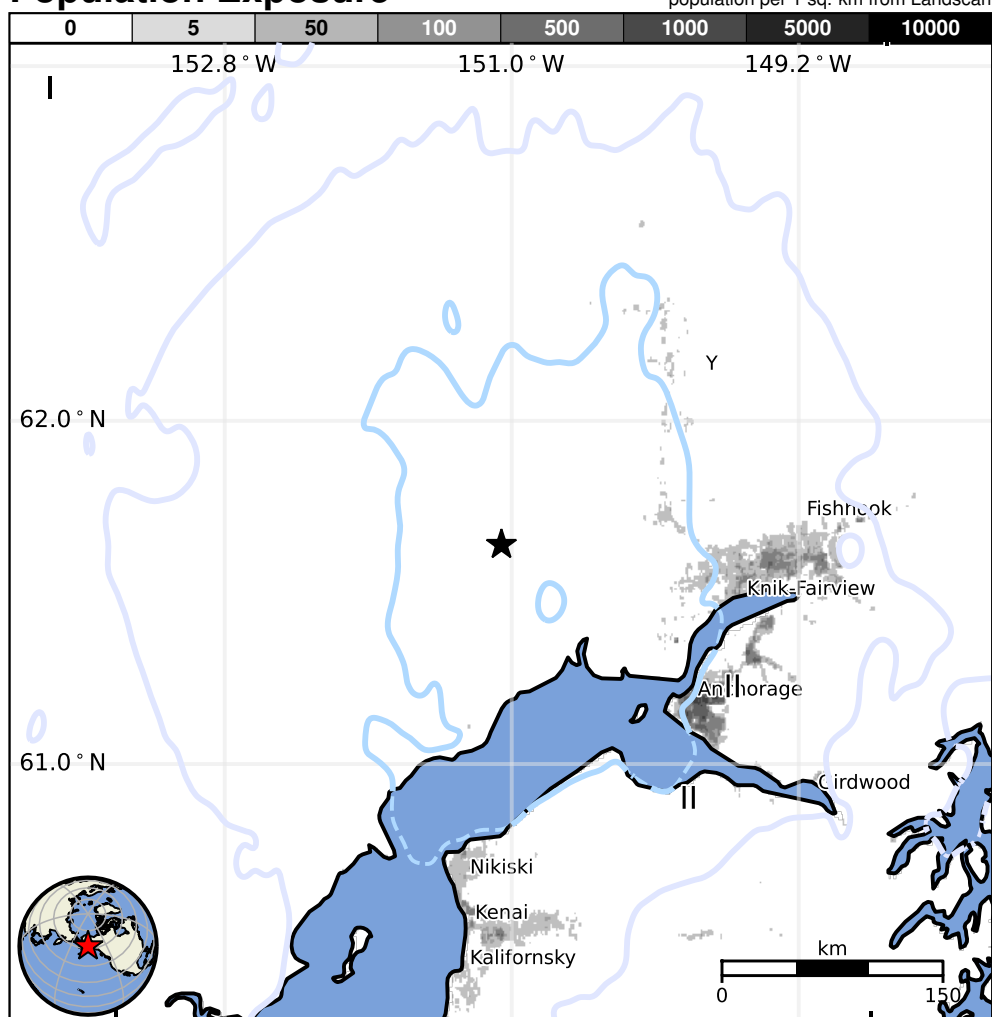 Population Exposure
population per 1 sq. km from Landscan
0 5 50 100 500 1000 5000 10000
152.8°W 151.0°W 149.2°W
I
Y
62.0°N
Fishhook
Knik-Fairview
Anchorage
II
61.0°N
Girdwood
II
Nikiski
Kenai
Kalifornsky
km
0 150